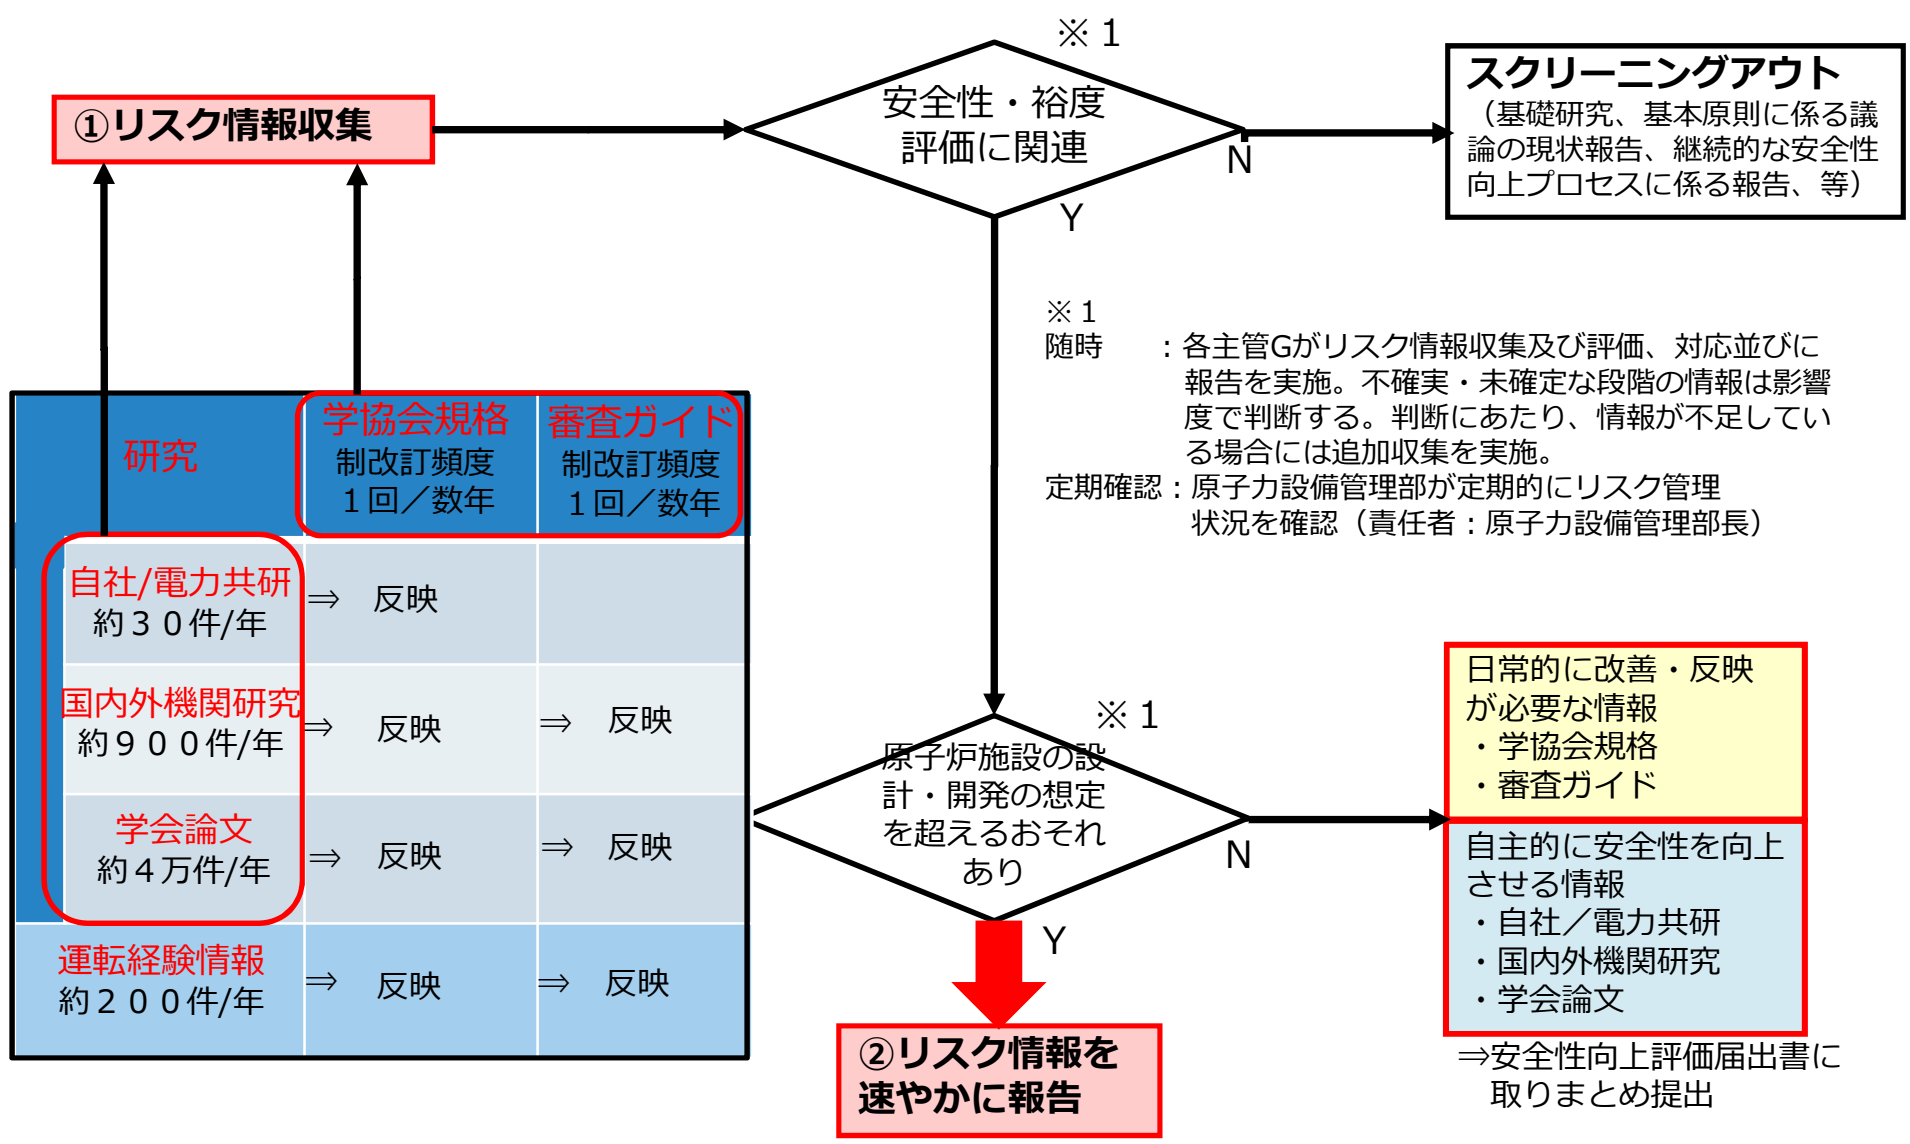 ①リスク情報収集
※１
安全性・裕度
評価に関連
N
Y
スクリーニングアウト
（基礎研究、基本原則に係る議
論の現状報告、継続的な安全性
向上プロセスに係る報告、等）
※１
随時　：各主管Gがリスク情報収集及び評価、対応並びに
報告を実施。不確実・未確定な段階の情報は影響
度で判断する。判断にあたり、情報が不足してい
る場合には追加収集を実施。
定期確認：原子力設備管理部が定期的にリスク管理
状況を確認（責任者：原子力設備管理部長）
研究
学協会規格
制改訂頻度
１回／数年
審査ガイド
制改訂頻度
１回／数年
自社/電力共研
約３０件/年
⇒　反映
国内外機関研究
約９００件/年
⇒　反映
⇒　反映
学会論文
約４万件/年
⇒　反映
⇒　反映
運転経験情報
約２００件/年
⇒　反映
⇒　反映
※１
原子炉施設の設
計・開発の想定
を超えるおそれ
あり
N
Y
②リスク情報を
速やかに報告
日常的に改善・反映
が必要な情報
・学協会規格
・審査ガイド
自主的に安全性を向上
させる情報
・自社／電力共研
・国内外機関研究
・学会論文
⇒安全性向上評価届出書に
取りまとめ提出